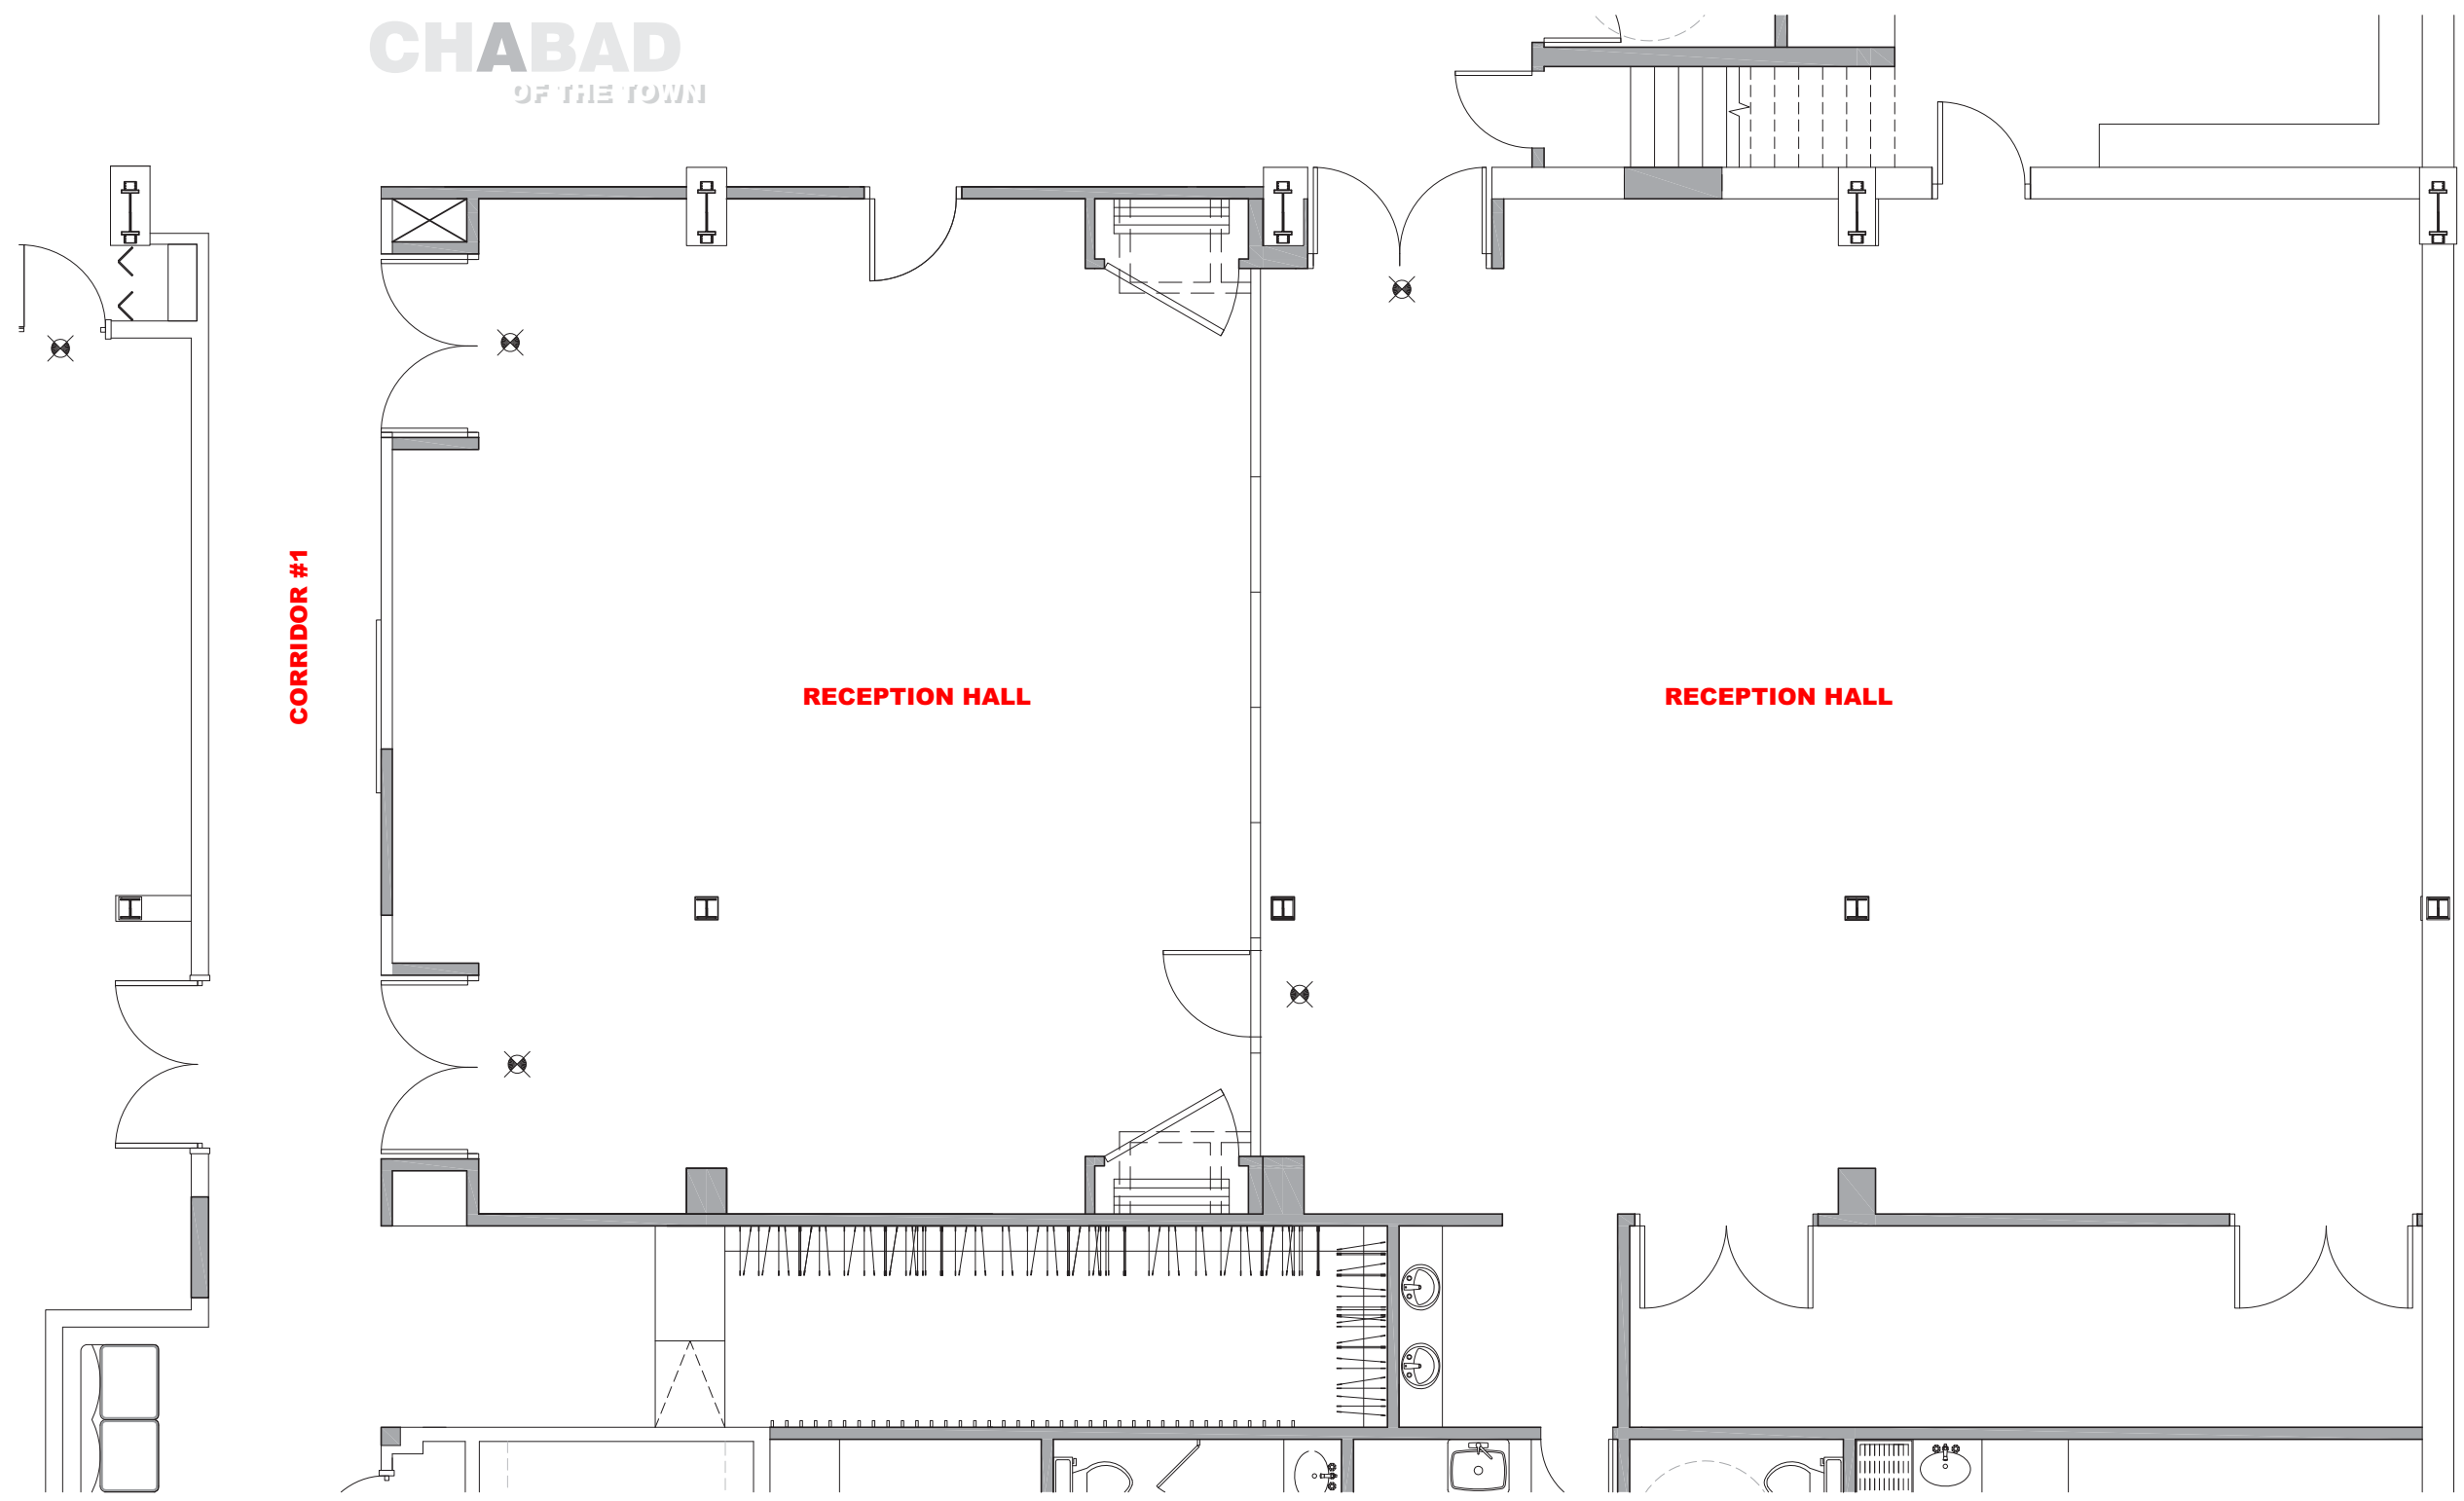 CHABAD
OF THE TOWN
CORRIDOR #1
RECEPTION HALL
RECEPTION HALL